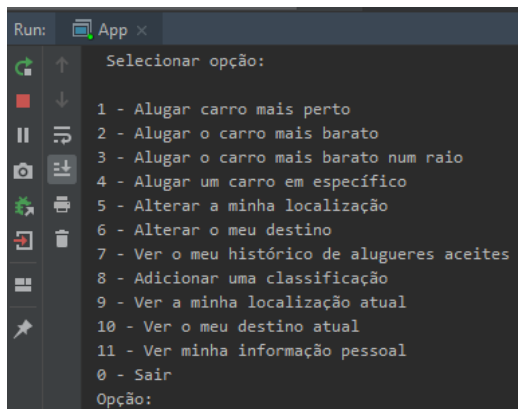 Run: App ×
Selecionar opção:
1 - Alugar carro mais perto
2 - Alugar o carro mais barato
3 - Alugar o carro mais barato num raio
4 - Alugar um carro em específico
5 - Alterar a minha localização
6 - Alterar o meu destino
7 - Ver o meu histórico de alugueres aceites
8 - Adicionar uma classificação
9 - Ver a minha localização atual
10 - Ver o meu destino atual
11 - Ver minha informação pessoal
0 - Sair
Opção: